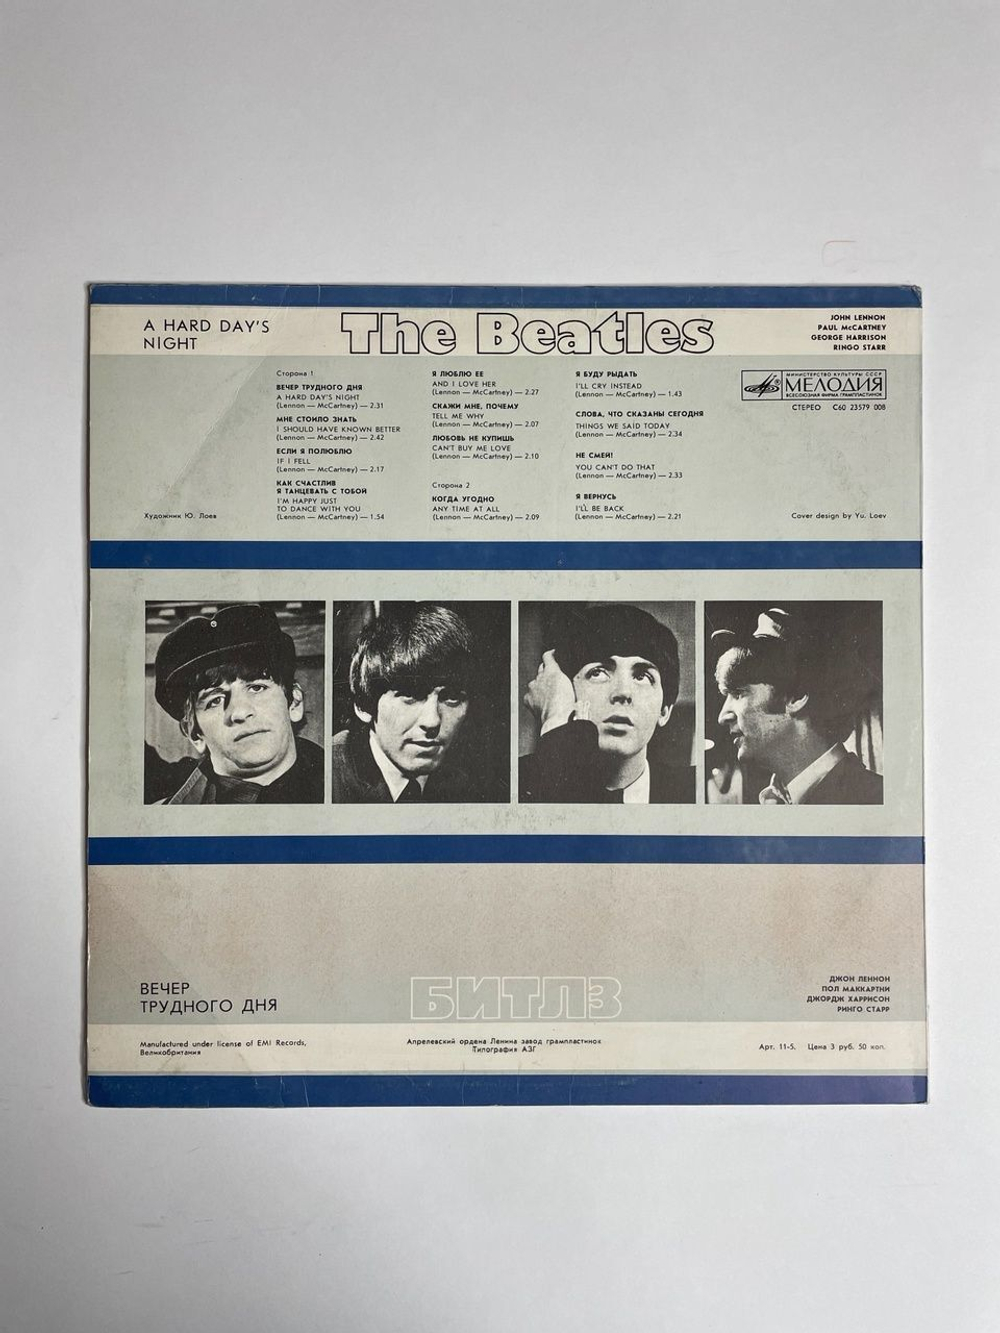 A HARD DAY'S
NIGHT
The Beatles
JOHN LENNON
PAUL McCARTNEY
GEORGE HARRISON
RINGO STARR
Сторона 1
ВЕЧЕР ТРУДНОГО ДНЯ
A HARD DAY'S NIGHT
(Lennon — McCartney) — 2.31
МНЕ СТОИЛО ЗНАТЬ
I SHOULD HAVE KNOWN BETTER
(Lennon — McCartney) — 2.42
ЕСЛИ Я ПОЛЮБЛЮ
IF I FELL
(Lennon — McCartney) — 2.17
КАК СЧАСТЛИВ
Я ТАНЦЕВАТЬ С ТОБОЙ
I'M HAPPY JUST
TO DANCE WITH YOU
(Lennon — McCartney) — 1.54
Я ЛЮБЛЮ ЕЕ
AND I LOVE HER
(Lennon — McCartney) — 2.27
СКАЖИ МНЕ, ПОЧЕМУ
TELL ME WHY
(Lennon — McCartney) — 2.07
ЛЮБОВЬ НЕ КУПИШЬ
CAN'T BUY ME LOVE
(Lennon — McCartney) — 2.10
Сторона 2
КОГДА УГОДНО
ANY TIME AT ALL
(Lennon — McCartney) — 2.09
Я БУДУ РЫДАТЬ
I'LL CRY INSTEAD
(Lennon — McCartney) — 1.43
СЛОВА, ЧТО СКАЗАНЫ СЕГОДНЯ
THINGS WE SAID TODAY
(Lennon — McCartney) — 2.34
НЕ СМЕЙ!
YOU CAN'T DO THAT
(Lennon — McCartney) — 2.33
Я ВЕРНУСЬ
I'LL BE BACK
(Lennon — McCartney) — 2.21
МИНИСТЕРСТВО КУЛЬТУРЫ СССР
МЕЛОДИЯ
ВСЕСОЮЗНАЯ ФИРМА ГРАМПЛАСТИНОК
СТЕРЕО С60 23579 008
Художник Ю. Лоев
Cover design by Yu. Loev
ВЕЧЕР
ТРУДНОГО ДНЯ
БИТЛЗ
ДЖОН ЛЕННОН
ПОЛ МАККАРТНИ
ДЖОРДЖ ХАРРИСОН
РИНГО СТАРР
Manufactured under license of EMI Records,
Великобритания
Апрелевский ордена Ленина завод грампластинок
Типография АЗГ
Арт. 11-5. Цена 3 руб. 50 коп.